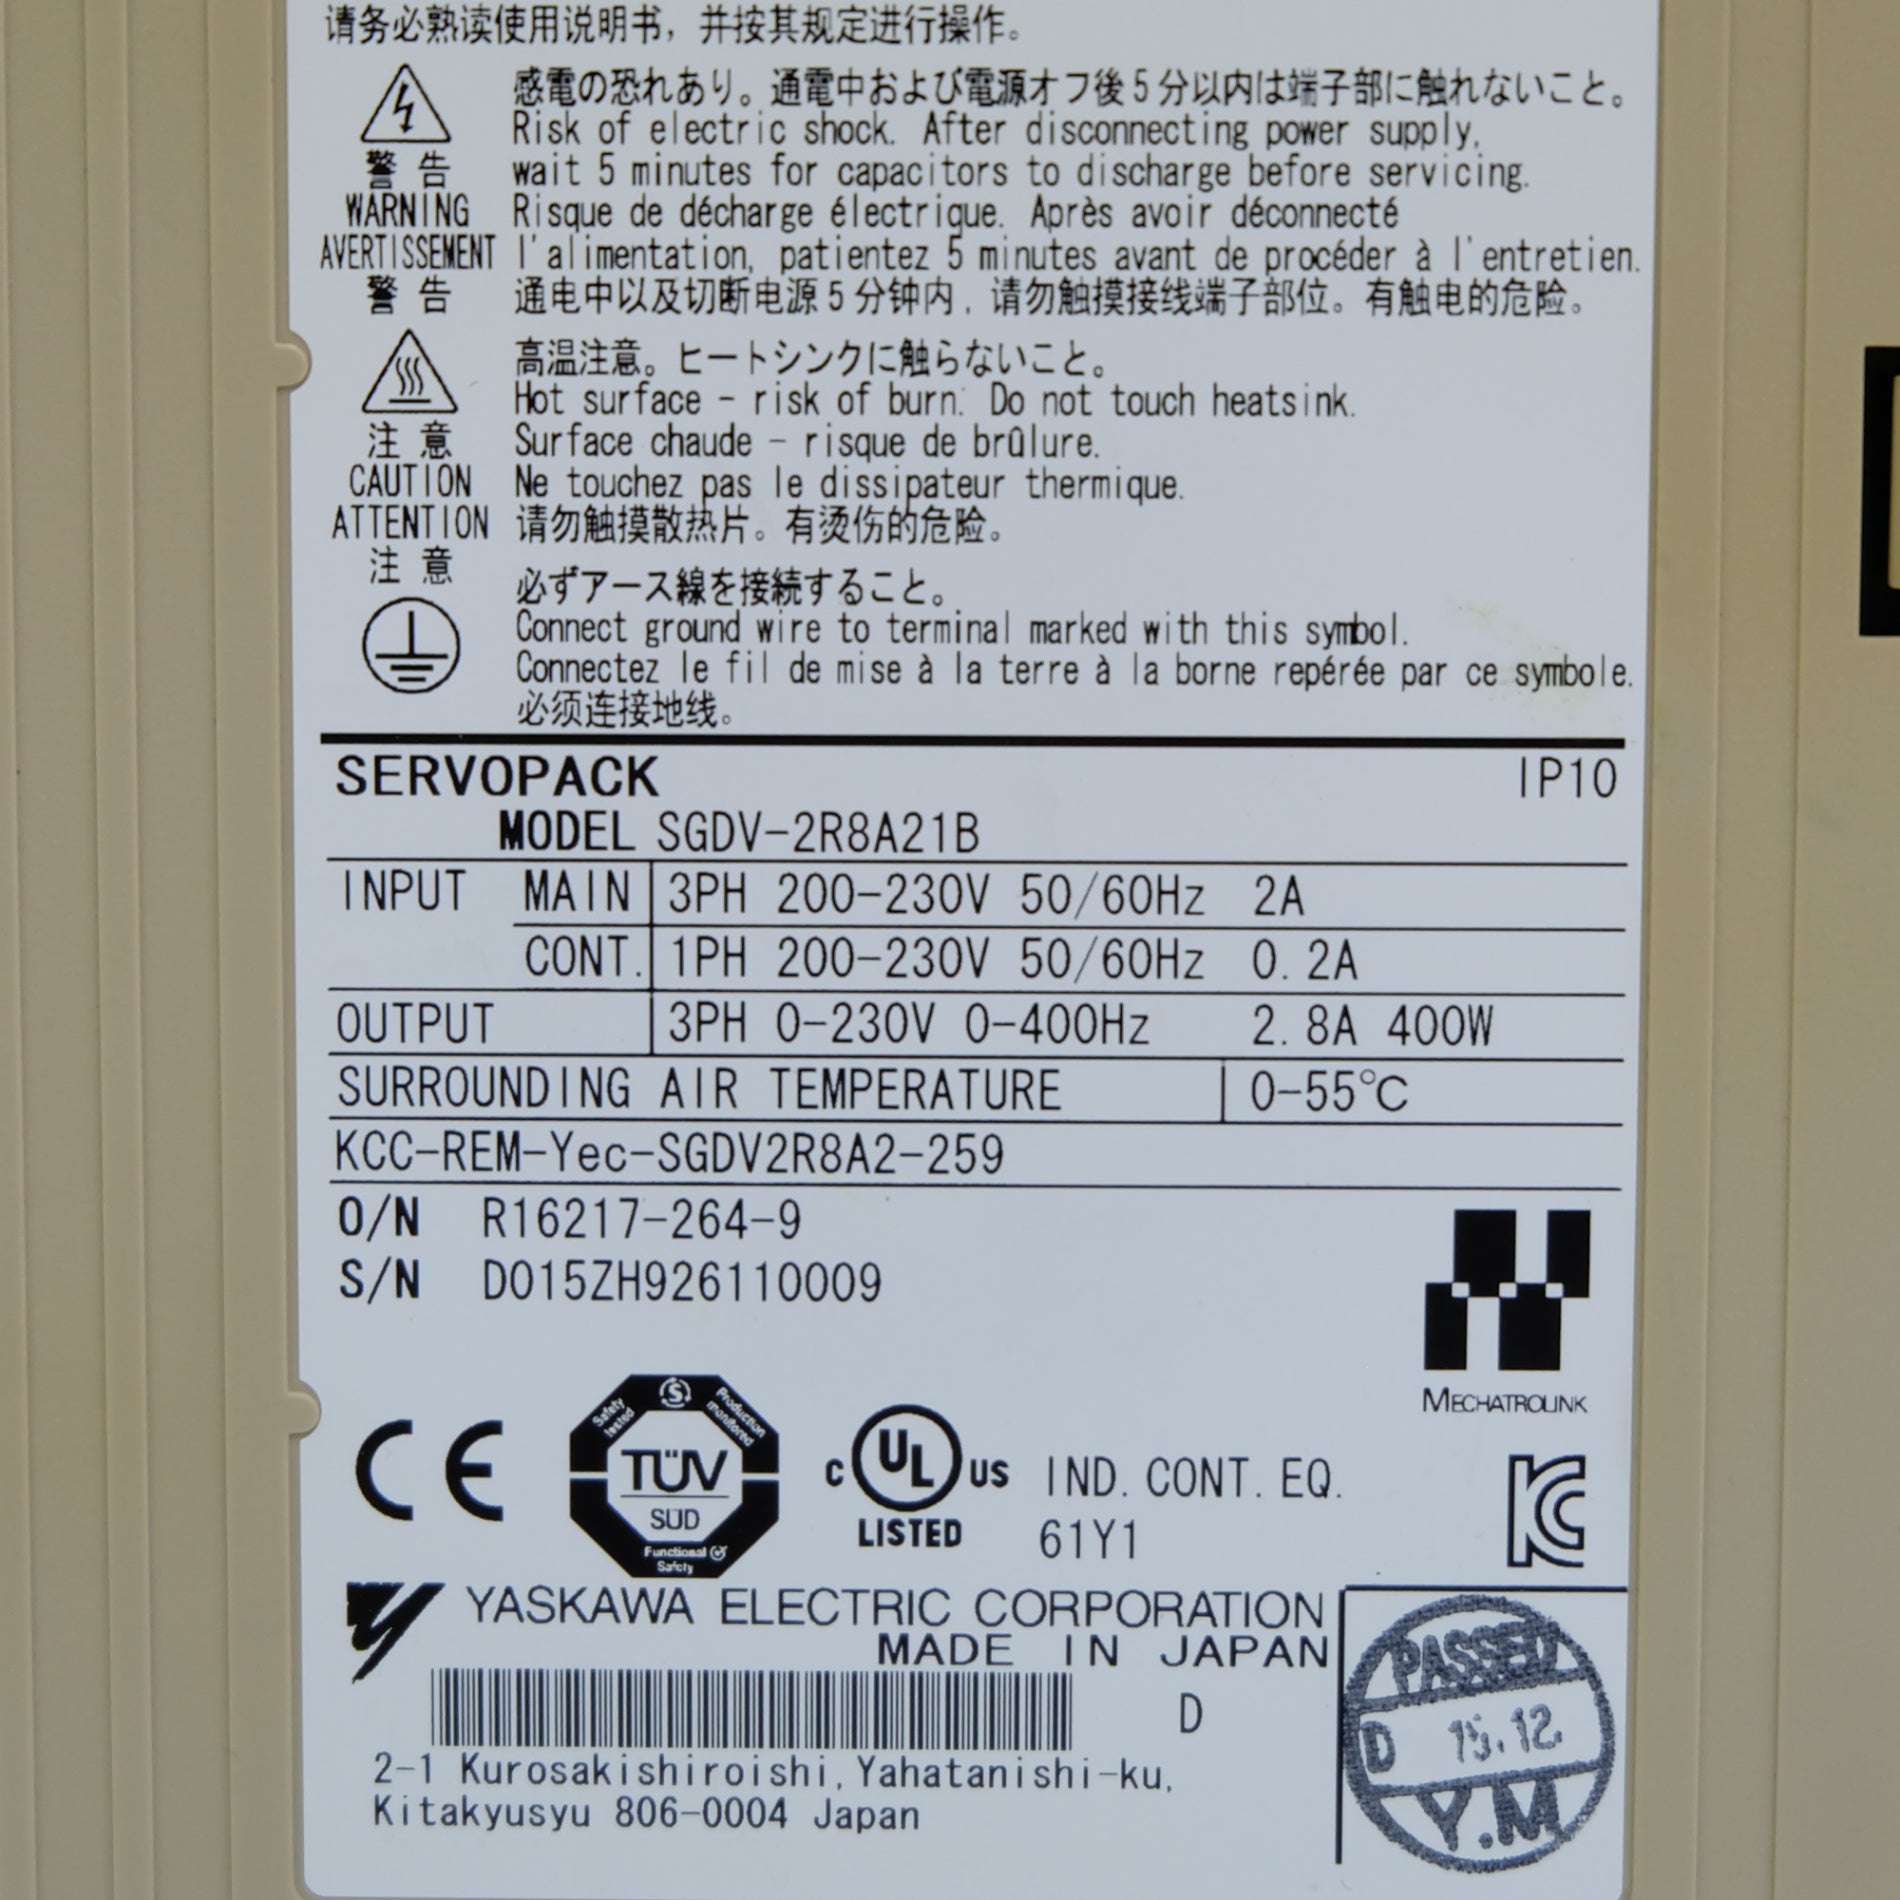 请务必熟读使用说明书，并按其规定进行操作。
感電の恐れあり。通電中および電源オフ後5分以内は端子部に触れないこと。
Risk of electric shock. After disconnecting power supply,
警告 wait 5 minutes for capacitors to discharge before servicing.
WARNING Risque de décharge électrique. Après avoir déconnecté
AVERTISSEMENT l'alimentation, patientez 5 minutes avant de procéder à l'entretien.
警告 通电中以及切断电源5分钟内，请勿触摸接线端子部位。有触电的危险。
高温注意。ヒートシンクに触らないこと。
Hot surface - risk of burn. Do not touch heatsink.
注意 Surface chaude - risque de brûlure.
CAUTION Ne touchez pas le dissipateur thermique.
ATTENTION 请勿触摸散热片。有烫伤的危险。
注意
必ずアース線を接続すること。
Connect ground wire to terminal marked with this symbol.
Connectez le fil de mise à la terre à la borne repérée par ce symbole.
必须连接地线。
SERVOPACK IP10
MODEL SGDV-2R8A21B
INPUT MAIN 3PH 200-230V 50/60Hz 2A
CONT. 1PH 200-230V 50/60Hz 0.2A
OUTPUT 3PH 0-230V 0-400Hz 2.8A 400W
SURROUNDING AIR TEMPERATURE 0-55℃
KCC-REM-Yec-SGDV2R8A2-259
O/N R16217-264-9
S/N D015ZH926110009
MECHATROLINK
CE
Safety tested S Production monitored
TÜV
SÜD
Functional Safety
C UL US IND. CONT. EQ.
LISTED 61Y1
KC
YASKAWA ELECTRIC CORPORATION
MADE IN JAPAN
D
2-1 Kurosakishiroishi, Yahatanishi-ku,
Kitakyusyu 806-0004 Japan
PASSED
D 15.12.
Y.M